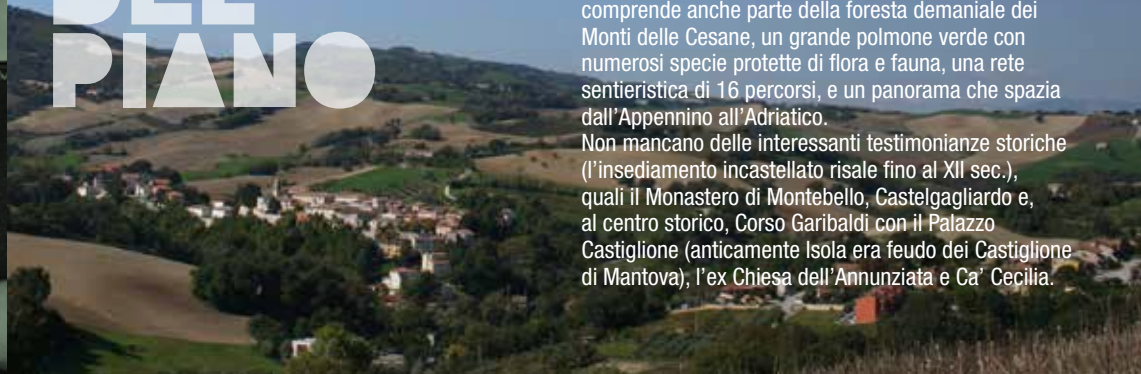 DEL
PIANO
comprende anche parte della foresta demaniale dei
Monti delle Cesane, un grande polmone verde con
numerosi specie protette di flora e fauna, una rete
sentieristica di 16 percorsi, e un panorama che spazia
dall'Appennino all'Adriatico.
Non mancano delle interessanti testimonianze storiche
(l'insediamento incastellato risale fino al XII sec.),
quali il Monastero di Montebello, Castelgagliardo e,
al centro storico, Corso Garibaldi con il Palazzo
Castiglione (anticamente Isola era feudo dei Castiglione
di Mantova), l'ex Chiesa dell'Annunziata e Ca' Cecilia.